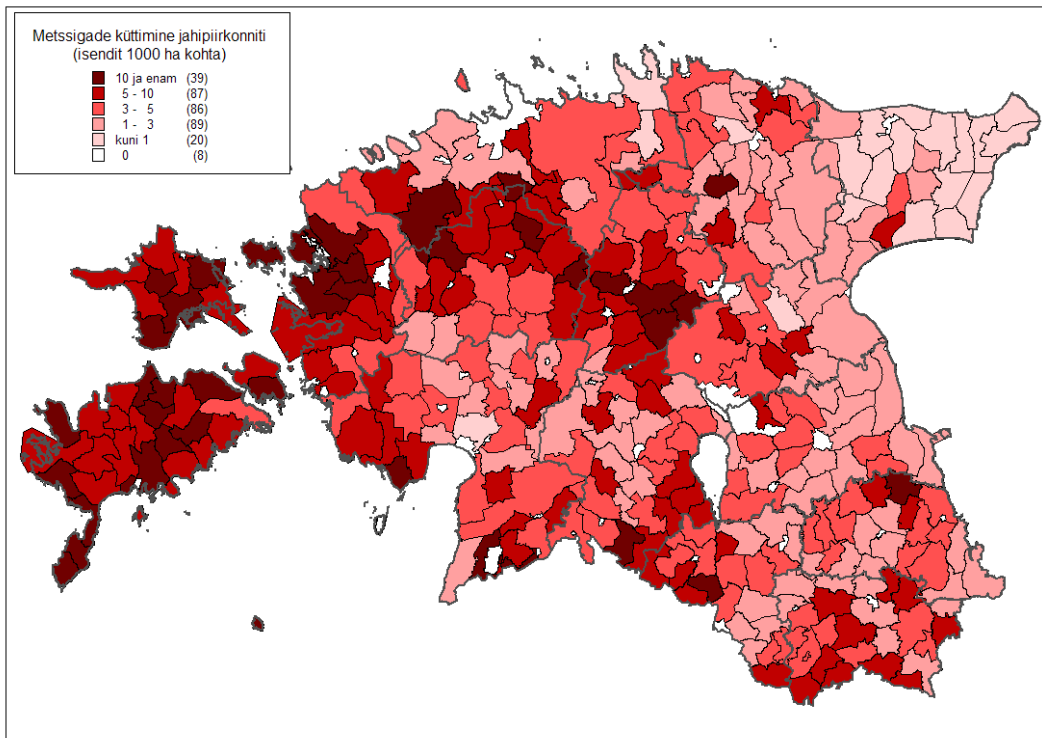 Metssigade küttimine jahipiirkonniti
(isendit 1000 ha kohta)
10 ja enam (39)
5 - 10 (87)
3 - 5 (86)
1 - 3 (89)
kuni 1 (20)
0 (8)